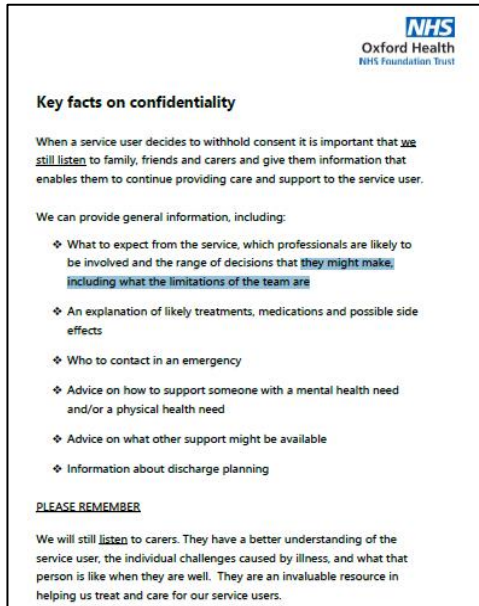 NHS
Oxford Health
NHS Foundation Trust
Key facts on confidentiality
When a service user decides to withhold consent it is important that we
still listen to family, friends and carers and give them information that
enables them to continue providing care and support to the service user.
We can provide general information, including:
❖ What to expect from the service, which professionals are likely to
be involved and the range of decisions that they might make,
including what the limitations of the team are
❖ An explanation of likely treatments, medications and possible side
effects
❖ Who to contact in an emergency
❖ Advice on how to support someone with a mental health need
and/or a physical health need
❖ Advice on what other support might be available
❖ Information about discharge planning
PLEASE REMEMBER
We will still listen to carers. They have a better understanding of the
service user, the individual challenges caused by illness, and what that
person is like when they are well. They are an invaluable resource in
helping us treat and care for our service users.